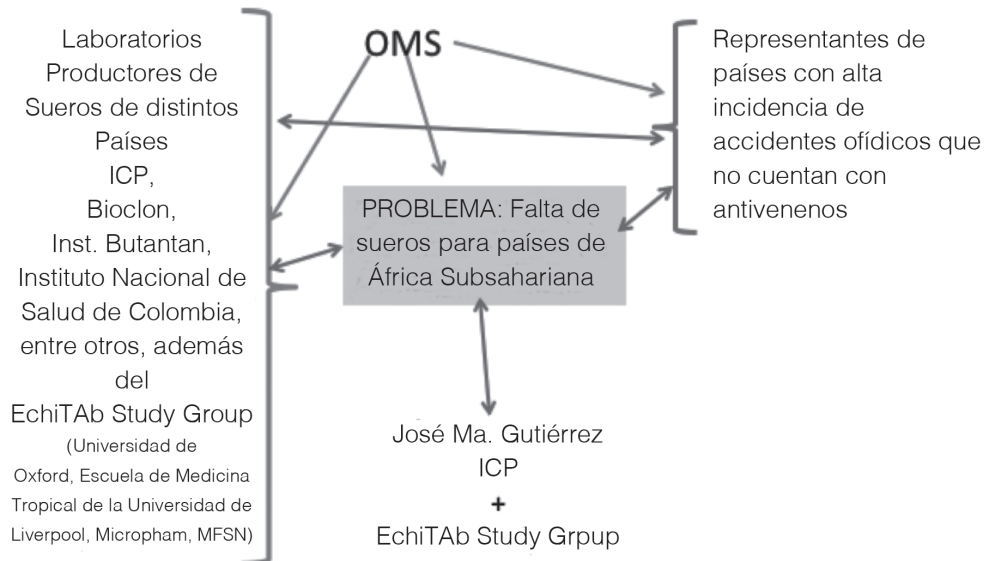 Laboratorios
Productores de
Sueros de distintos
Países
ICP,
Bioclon,
Inst. Butantan,
Instituto Nacional de
Salud de Colombia,
entre otros, además
del
EchiTAb Study Group
(Universidad de
Oxford, Escuela de Medicina
Tropical de la Universidad de
Liverpool, Micropham, MFSN)
OMS
PROBLEMA: Falta de
sueros para países de
África Subsahariana
José Ma. Gutiérrez
ICP
+
EchiTAb Study Grpup
Representantes de
países con alta
incidencia de
accidentes ofídicos que
no cuentan con
antivenenos